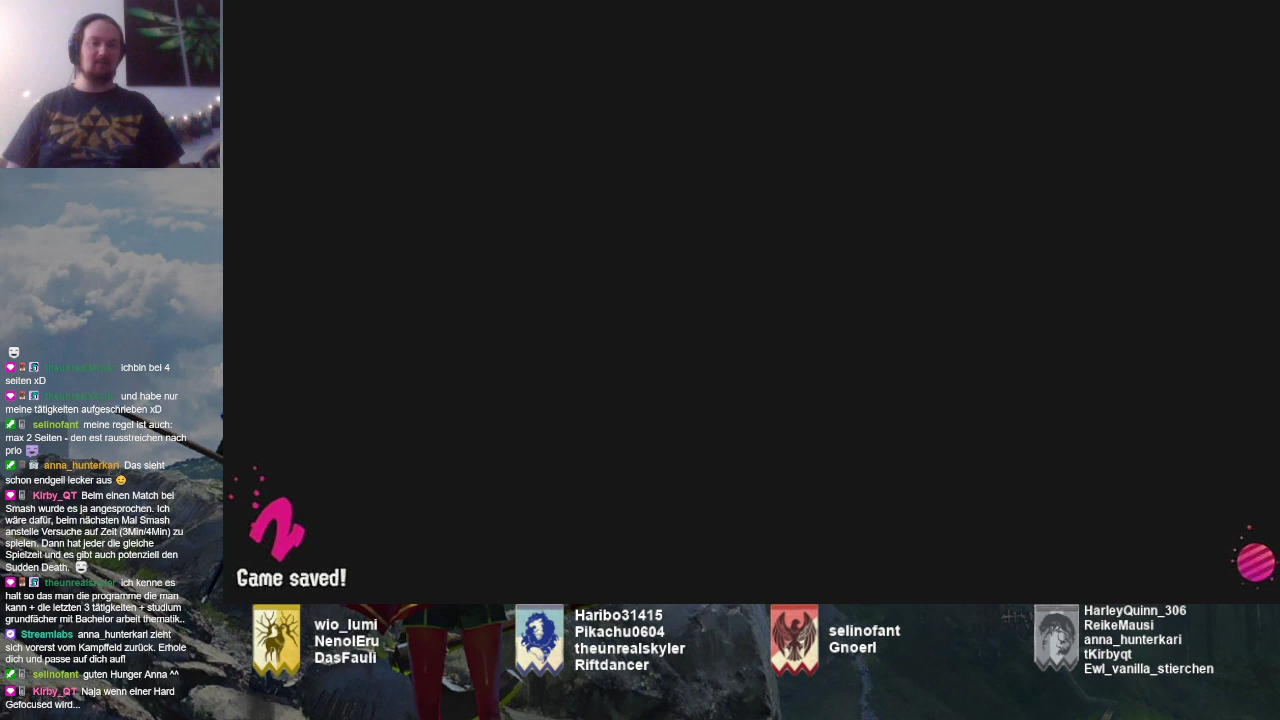 ichbin bei 4
seiten xD
und habe nur
meine tätigkeiten aufgeschrieben xD
selinofant meine regel ist auch:
max 2 Seiten - den est rausstreichen nach
prio
anna_hunterkari Das sieht
schon endgeil lecker aus
Kirby_QT Beim einen Match bei
Smash wurde es ja angesprochen. Ich
wäre dafür, beim nächsten Mal Smash
anstelle Versuche auf Zeit (3Min/4Min) zu
spielen. Dann hat jeder die gleiche
Spielzeit und es gibt auch potenziell den
Sudden Death.
theunrealskyler ich kenne es
halt so das man die programme die man
kann + die letzten 3 tätigkeiten + studium
grundfächer mit Bachelor arbeit thematik..
Streamlabs anna_hunterkari zieht
sich vorerst vom Kampffeld zurück. Erhole
dich und passe auf dich auf!
selinofant guten Hunger Anna ^^
Kirby_QT Naja wenn einer Hard
Gefocused wird...
Game saved!
wio_lumi
NenolEru
DasFauli
Haribo31415
Pikachu0604
theunrealskyler
Riftdancer
selinofant
Gnoerl
HarleyQuinn_306
ReikeMausi
anna_hunterkari
tKirbyqt
Ewl_vanilla_stierchen